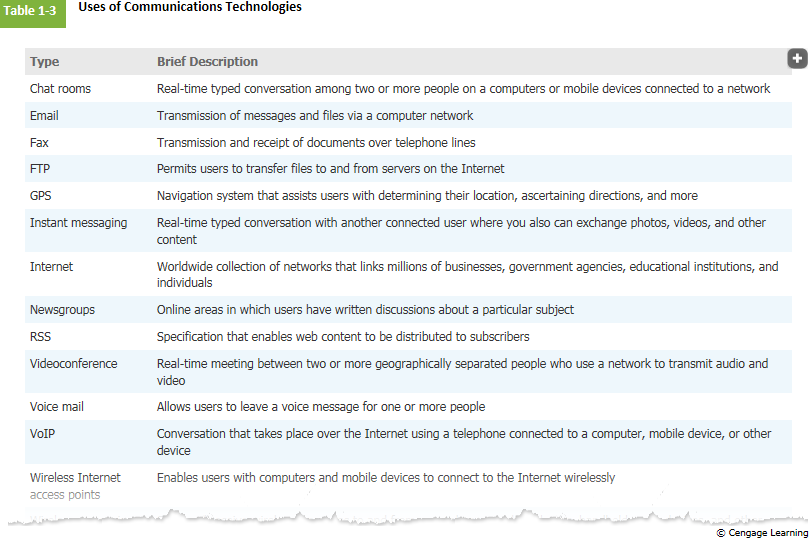 Table 1-3 Uses of Communications Technologies
Type Brief Description
Chat rooms Real-time typed conversation among two or more people on a computers or mobile devices connected to a network
Email Transmission of messages and files via a computer network
Fax Transmission and receipt of documents over telephone lines
FTP Permits users to transfer files to and from servers on the Internet
GPS Navigation system that assists users with determining their location, ascertaining directions, and more
Instant messaging Real-time typed conversation with another connected user where you also can exchange photos, videos, and other
content
Internet Worldwide collection of networks that links millions of businesses, government agencies, educational institutions, and
individuals
Newsgroups Online areas in which users have written discussions about a particular subject
RSS Specification that enables web content to be distributed to subscribers
Videoconference Real-time meeting between two or more geographically separated people who use a network to transmit audio and
video
Voice mail Allows users to leave a voice message for one or more people
VoIP Conversation that takes place over the Internet using a telephone connected to a computer, mobile device, or other
device
Wireless Internet Enables users with computers and mobile devices to connect to the Internet wirelessly
access points
© Cengage Learning